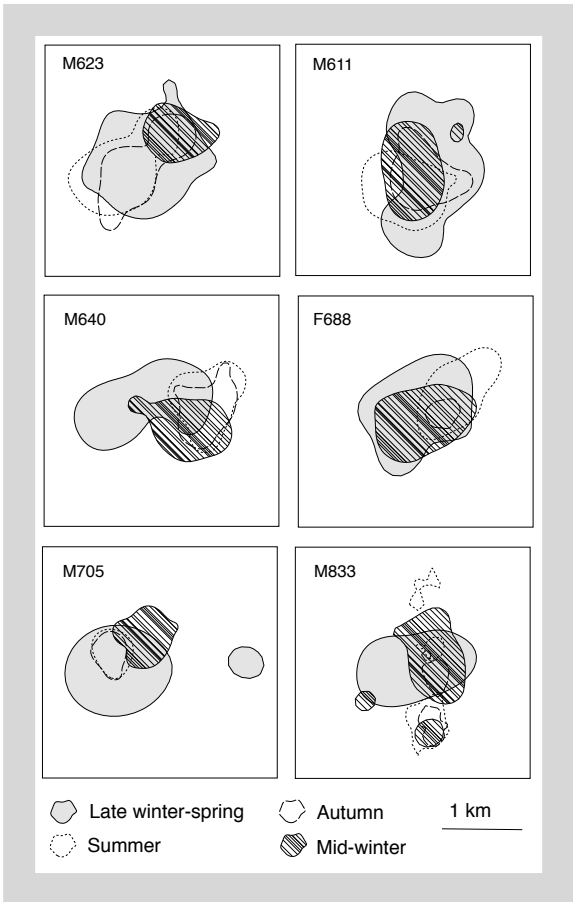 M623
M611
M640
F688
M705
M833
Late winter-spring
Autumn
1 km
Summer
Mid-winter